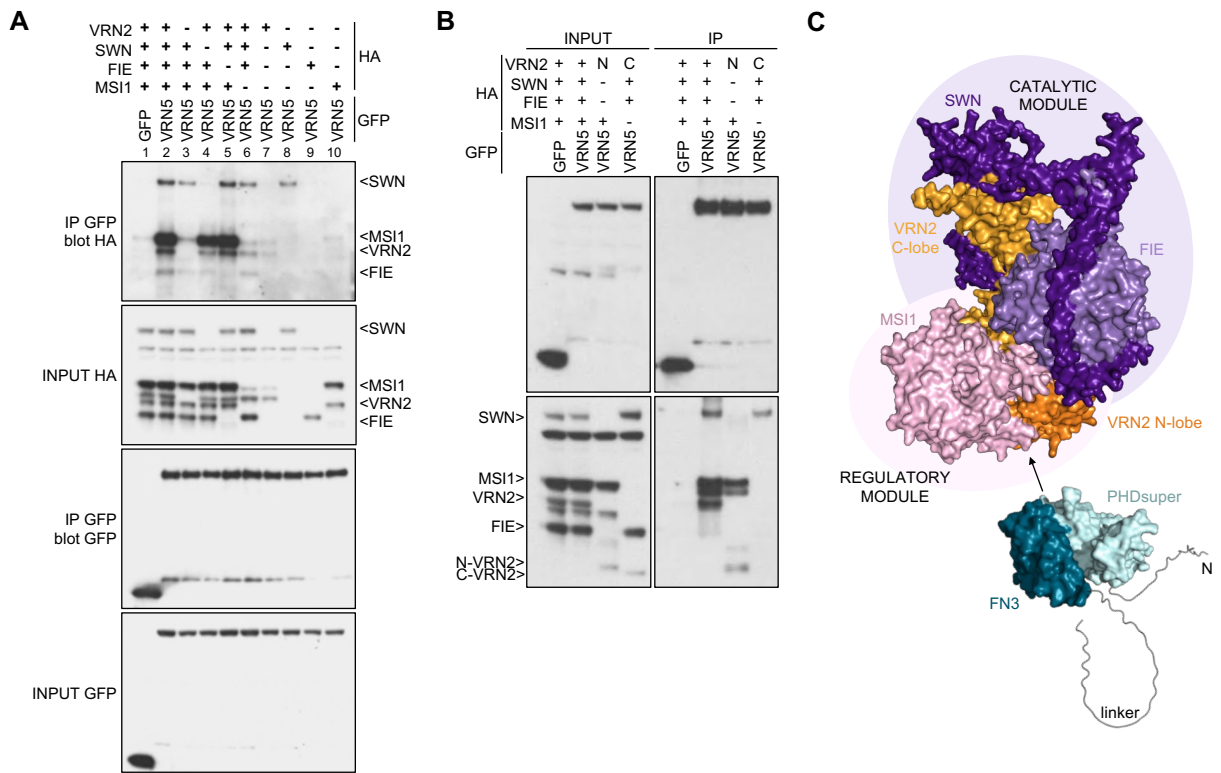 A
VRN2 + + - + + + + - - -
SWN + + + - + + - + - -
FIE + + + + - + - - + -
MSI1 + + + + + - - - - +
HA
GFP VRN5 VRN5 VRN5 VRN5 VRN5 VRN5 VRN5 VRN5 VRN5
GFP
1 2 3 4 5 6 7 8 9 10
<SWN
IP GFP
blot HA
<MSI1
<VRN2
<FIE
<SWN
INPUT HA
<MSI1
<VRN2
<FIE
IP GFP
blot GFP
INPUT GFP
B
INPUT IP
VRN2 + + N C + + N C
SWN + + - + + + - +
FIE + + - + + + - +
MSI1 + + + - + + + -
HA
GFP
GFP VRN5 VRN5 VRN5 GFP VRN5 VRN5 VRN5
SWN>
MSI1>
VRN2>
FIE>
N-VRN2>
C-VRN2>
C
CATALYTIC
MODULE
SWN
VRN2
C-lobe
FIE
MSI1
VRN2 N-lobe
REGULATORY
MODULE
PHDsuper
N
FN3
linker